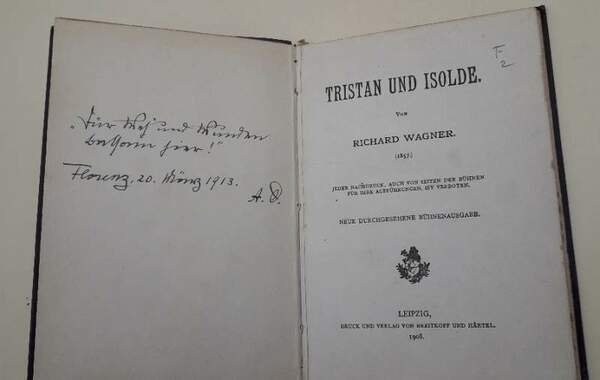 „Für Weh und Wunden
Balsam hier!"
Florenz, 20. März 1913.
F
2
TRISTAN UND ISOLDE.
Von
RICHARD WAGNER.
(1857)
JEDER NACHDRUCK, AUCH VON SEITEN DER BÜHNEN
FÜR IHRE AUFFÜHRUNGEN, IST VERBOTEN.
NEUE DURCHGESEHENE BÜHNENAUSGABE.
LEIPZIG,
DRUCK UND VERLAG VON BREITKOPF UND HÄRTEL.
1908.